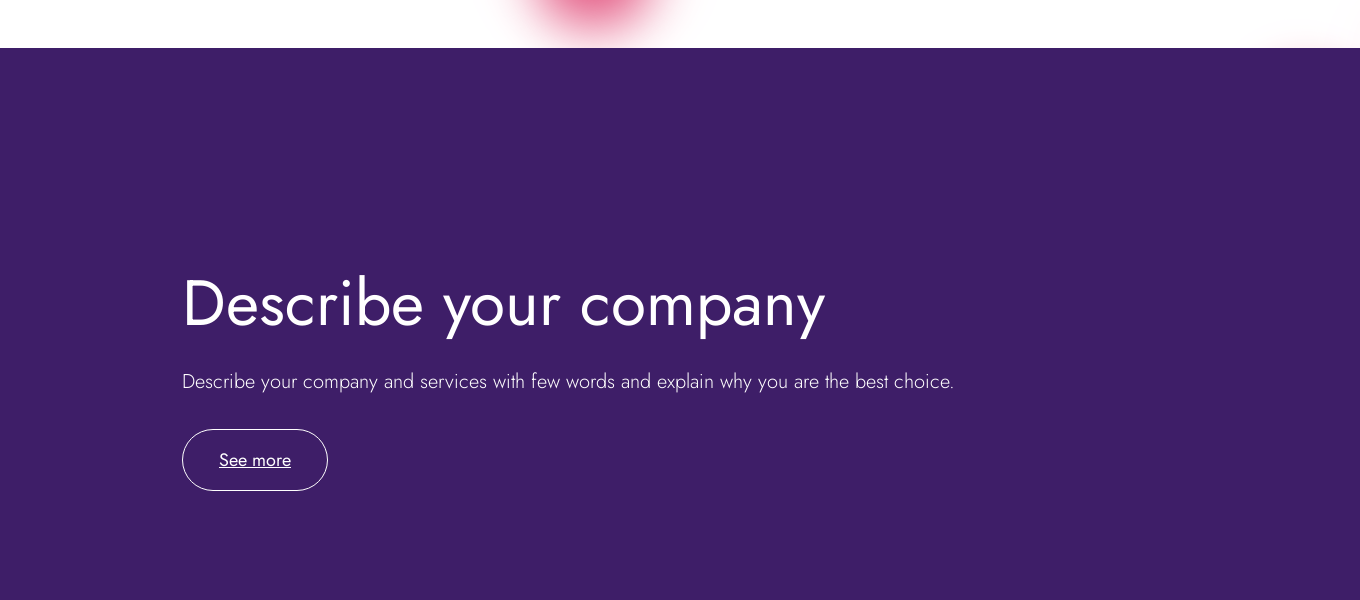 Describe your company
Describe your company and services with few words and explain why you are the best choice.
See more